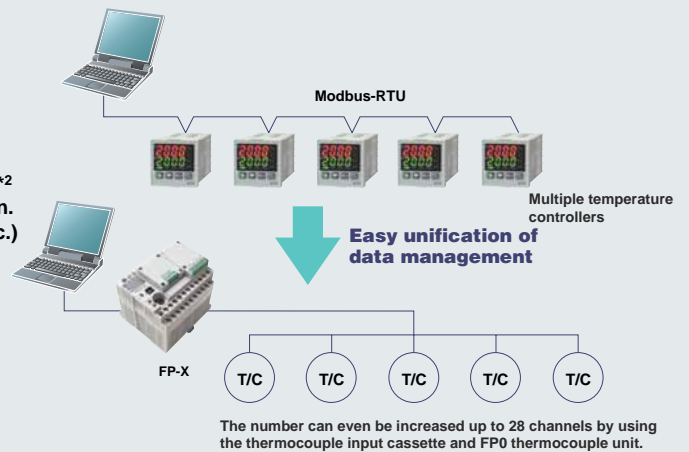 Modbus-RTU
*2
n.
c.)
Multiple temperature
controllers
Easy unification of
data management
FP-X
T/C T/C T/C T/C T/C
The number can even be increased up to 28 channels by using
the thermocouple input cassette and FP0 thermocouple unit.